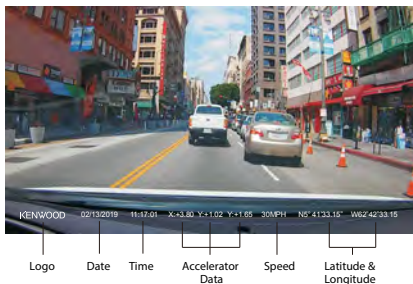 KENWOOD 02/13/2019 11:17:01 X:+3.80 Y:+1.02 Y:+1.65 30MPH N5°41'33.15" W62°42'33.15
Logo Date Time Accelerator Data Speed Latitude & Longitude